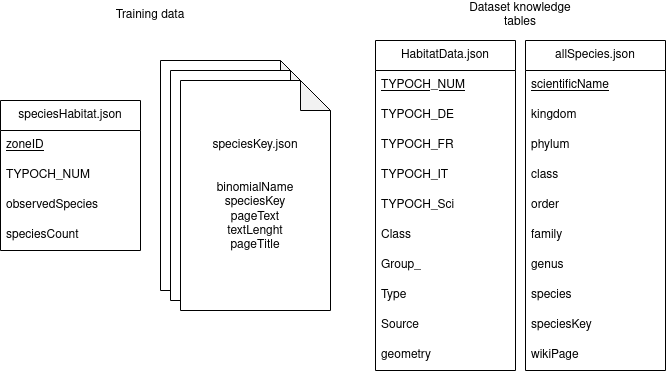 Training data
Dataset knowledge
tables
speciesHabitat.json
zoneID
TYPOCH_NUM
observedSpecies
speciesCount
speciesKey.json
binomialName
speciesKey
pageText
textLenght
pageTitle
HabitatData.json
TYPOCH_NUM
TYPOCH_DE
TYPOCH_FR
TYPOCH_IT
TYPOCH_Sci
Class
Group_
Type
Source
geometry
allSpecies.json
scientificName
kingdom
phylum
class
order
family
genus
species
speciesKey
wikiPage